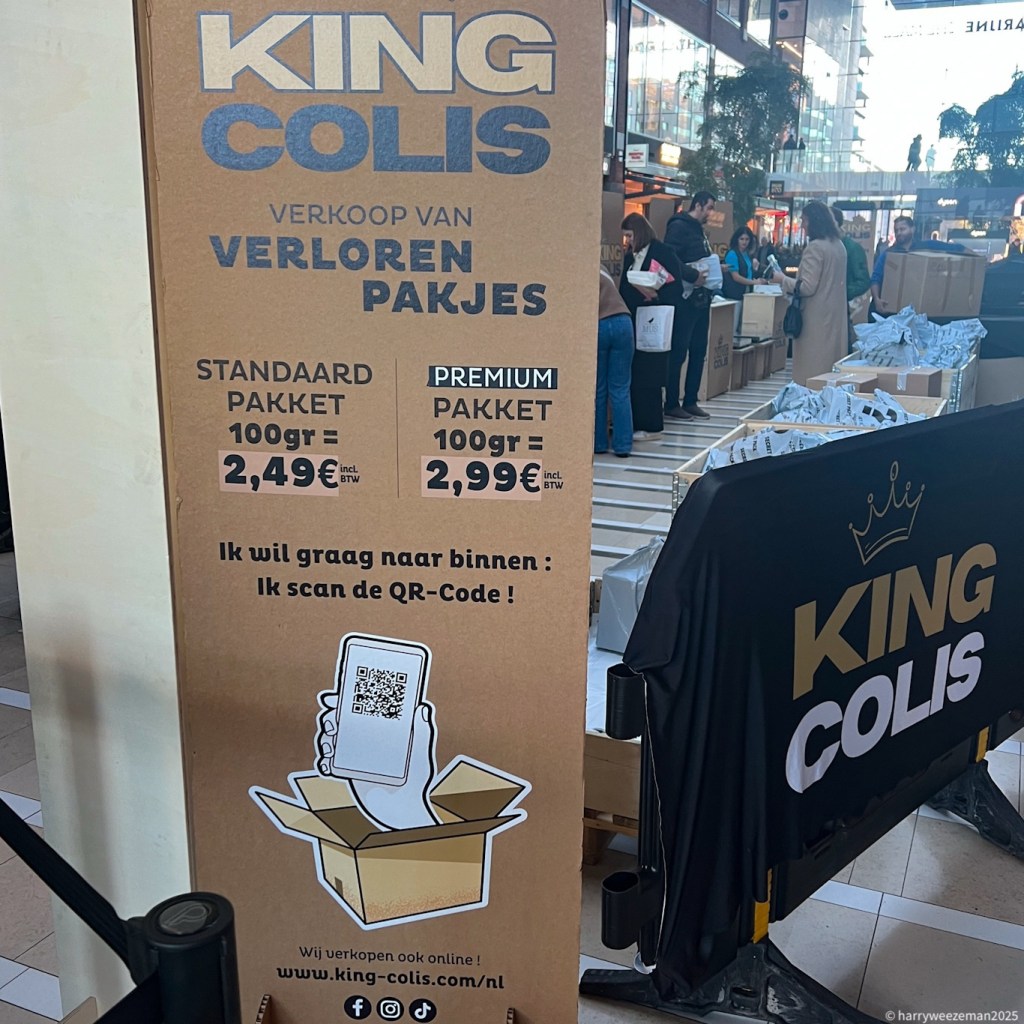 KING
COLIS
VERKOOP VAN
VERLOREN
PAKJES
STANDAARD
PAKKET
100gr =
2,49€ incl. BTW
PREMIUM
PAKKET
100gr =
2,99€ incl. BTW
Ik wil graag naar binnen :
Ik scan de QR-Code !
Wij verkopen ook online !
www.king-colis.com/nl
KING
COLIS
© harryweezeman2025